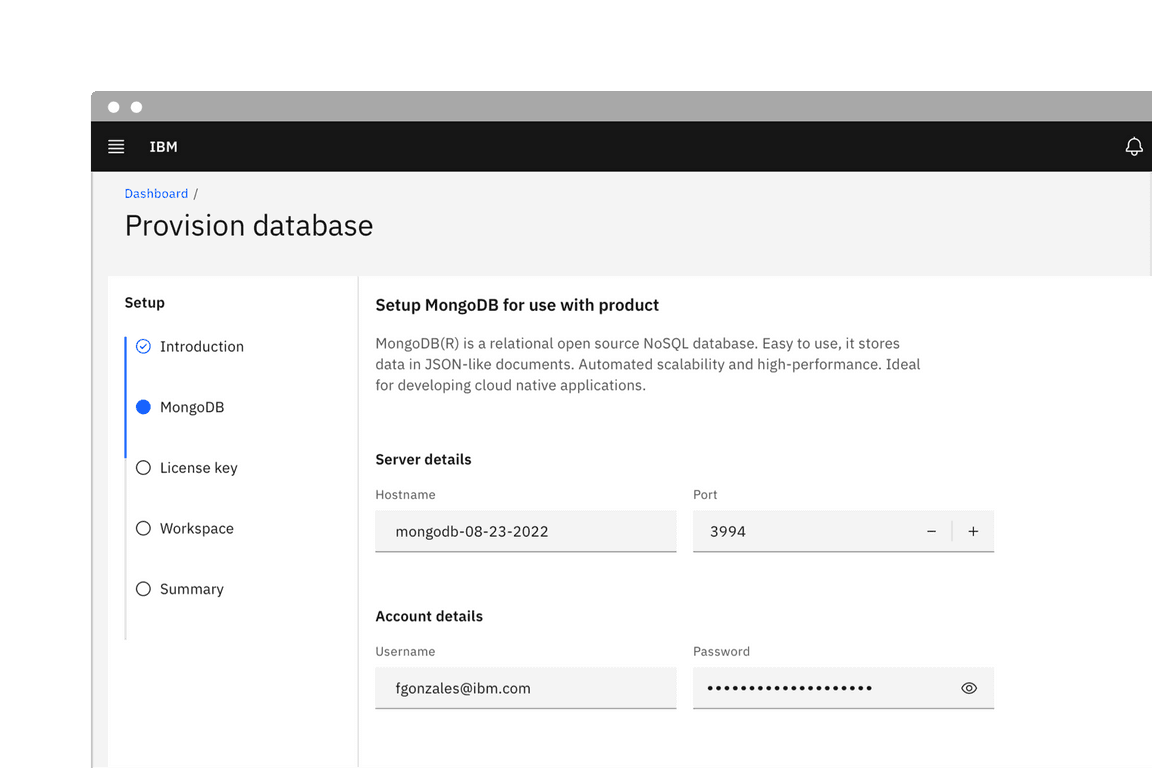 IBM
Dashboard /
Provision database
Setup
Introduction
MongoDB
License key
Workspace
Summary
Setup MongoDB for use with product
MongoDB(R) is a relational open source NoSQL database. Easy to use, it stores
data in JSON-like documents. Automated scalability and high-performance. Ideal
for developing cloud native applications.
Server details
Hostname
Port
mongodb-08-23-2022
3994
Account details
Username
Password
fgonzales@ibm.com
••••••••••••••••••••